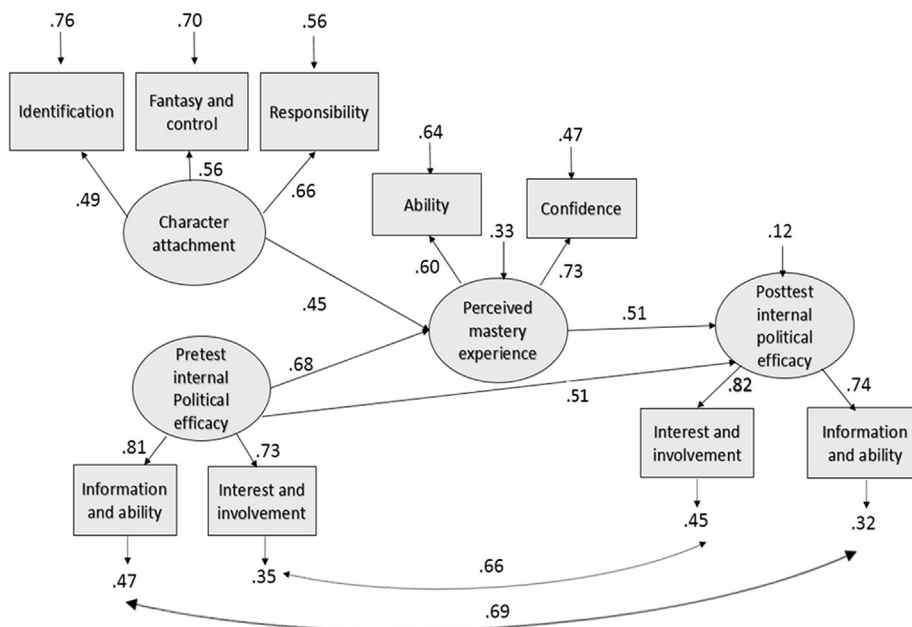 .76
.70
.56
Identification
Fantasy and
control
Responsibility
.49
.56
.66
Character
attachment
.64
.47
Ability
Confidence
.60
.33
.73
.12
.45
Perceived
mastery
experience
.51
Posttest
internal
political
efficacy
Pretest
internal
Political
efficacy
.68
.51
.82
.74
.81
.73
Interest and
involvement
Information
and ability
Information
and ability
Interest and
involvement
.45
.32
.47
.35
.66
.69